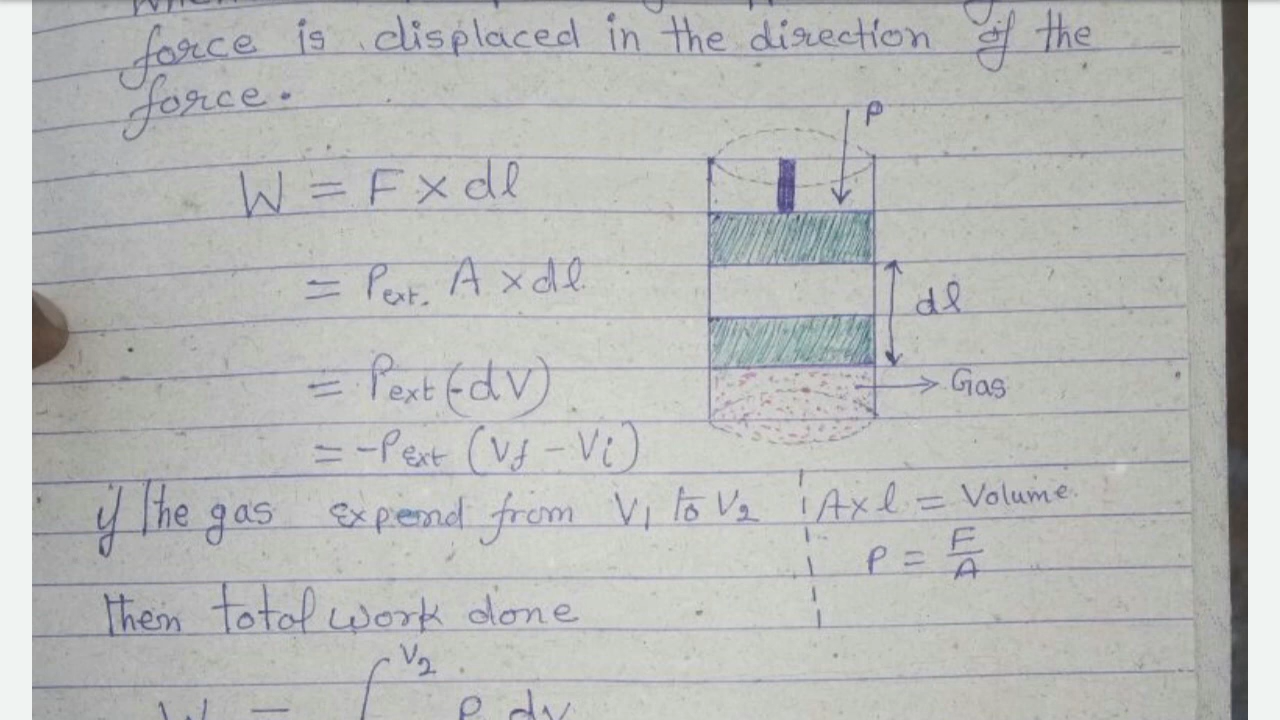 force is displaced in the direction of the
force.
P
W = F × dl
= Pext. A × dl
dl
= Pext (-dV)
Gas
= -Pext (Vf - Vi)
if the gas expend from V₁ to V₂
A×l = Volume.
P = F/A
Then total work done
W = ∫ V₂ P dv